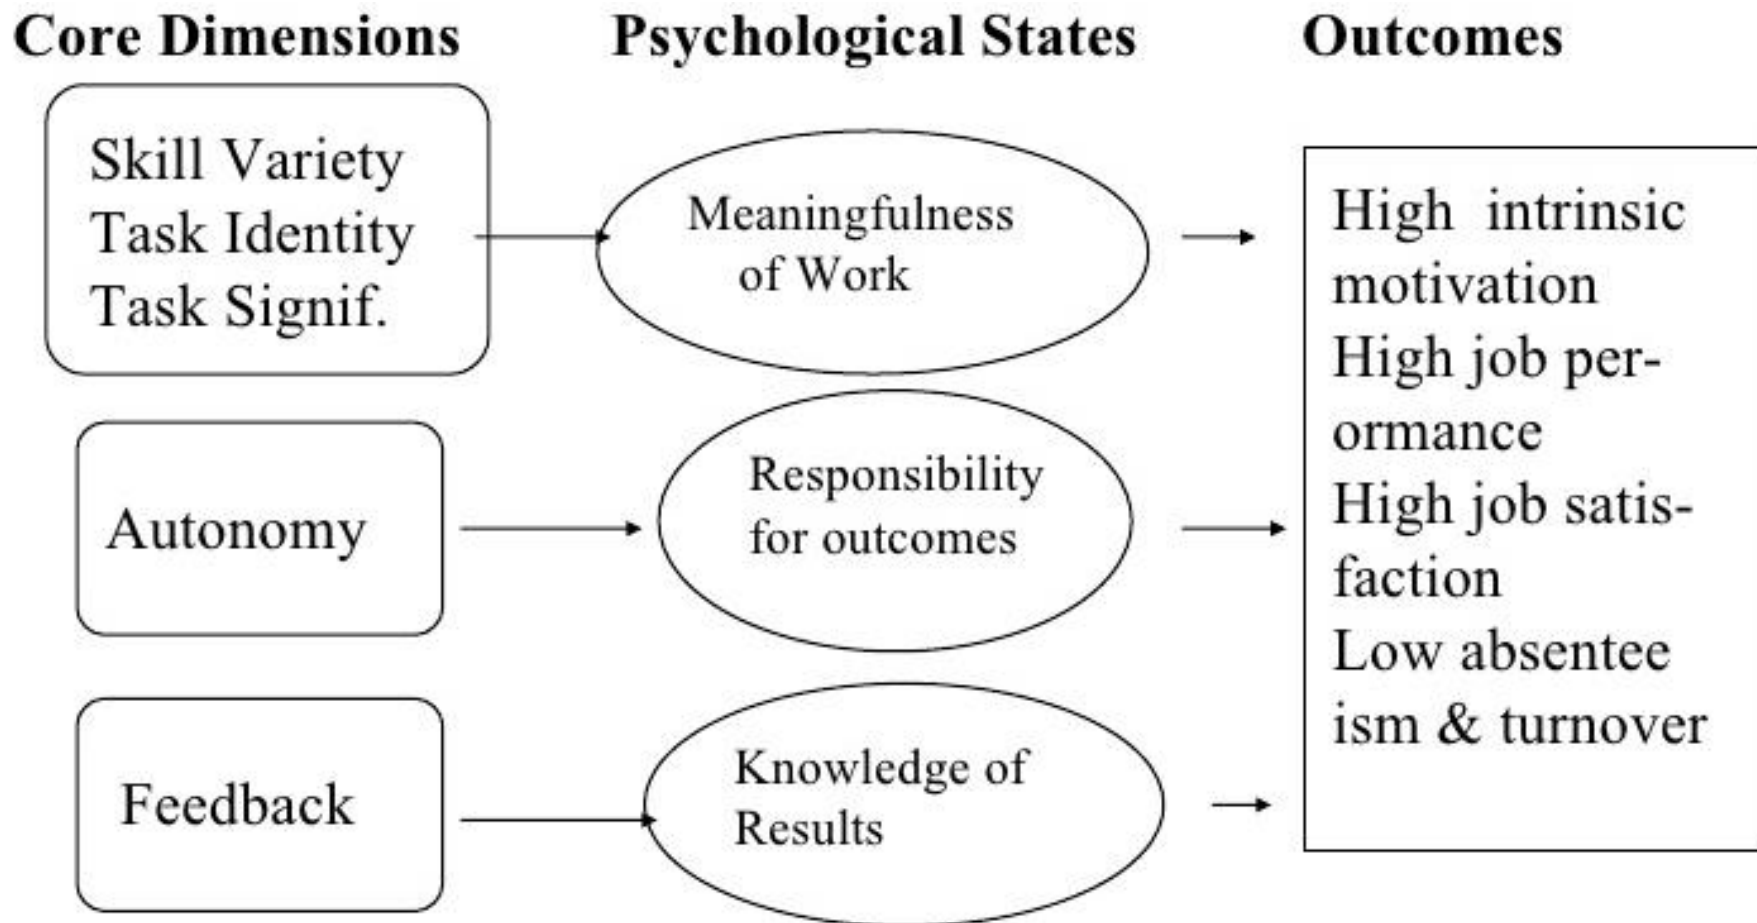 Core Dimensions
Psychological States
Outcomes
Skill Variety
Task Identity
Task Signif.
Meaningfulness
of Work
High intrinsic
motivation
High job per-
ormance
High job satis-
faction
Low absentee
ism & turnover
Autonomy
Responsibility
for outcomes
Feedback
Knowledge of
Results